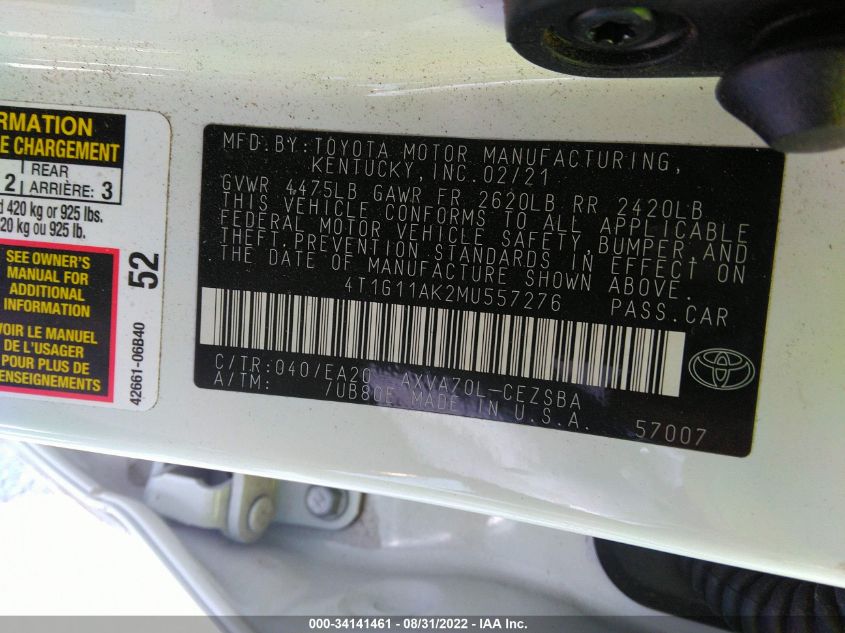 RMATION
E CHARGEMENT
2 REAR ARRIÈRE: 3
d 420 kg or 925 lbs.
20 kg ou 925 lb.
SEE OWNER'S
MANUAL FOR
ADDITIONAL
INFORMATION
VOIR LE MANUEL
DE L'USAGER
POUR PLUS DE
RENSEIGNEMENTS
52
42661-06B40
MFD.BY:TOYOTA MOTOR MANUFACTURING,
KENTUCKY, INC.02/21
GVWR 4475LB GAWR FR 2620LB RR 2420LB
THIS VEHICLE CONFORMS TO ALL APPLICABLE
FEDERAL MOTOR VEHICLE SAFETY, BUMPER, AND
THEFT PREVENTION STANDARDS IN EFFECT ON
THE DATE OF MANUFACTURE SHOWN ABOVE.
4T1G11AK2MU557276 PASS.CAR
C/TR:040/EA20 AXVA70L-CEZSBA
A/TM: /UB80E MADE IN U.S.A.
57007
000-34141461 - 08/31/2022 - IAA Inc.